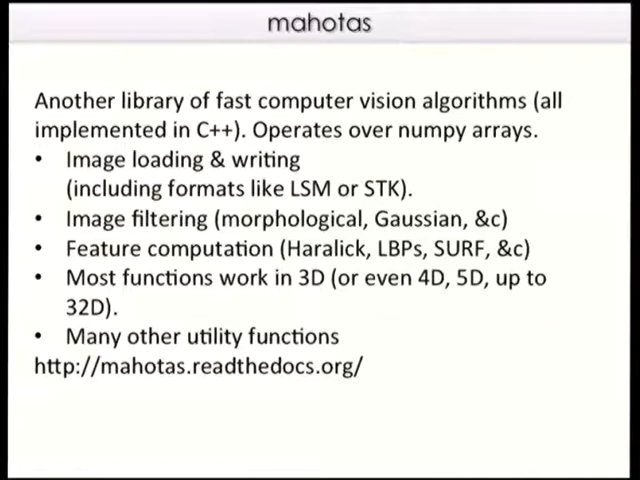 mahotas
Another library of fast computer vision algorithms (all
implemented in C++). Operates over numpy arrays.
• Image loading & writing
(including formats like LSM or STK).
• Image filtering (morphological, Gaussian, &c)
• Feature computation (Haralick, LBPs, SURF, &c)
• Most functions work in 3D (or even 4D, 5D, up to
32D).
• Many other utility functions
http://mahotas.readthedocs.org/